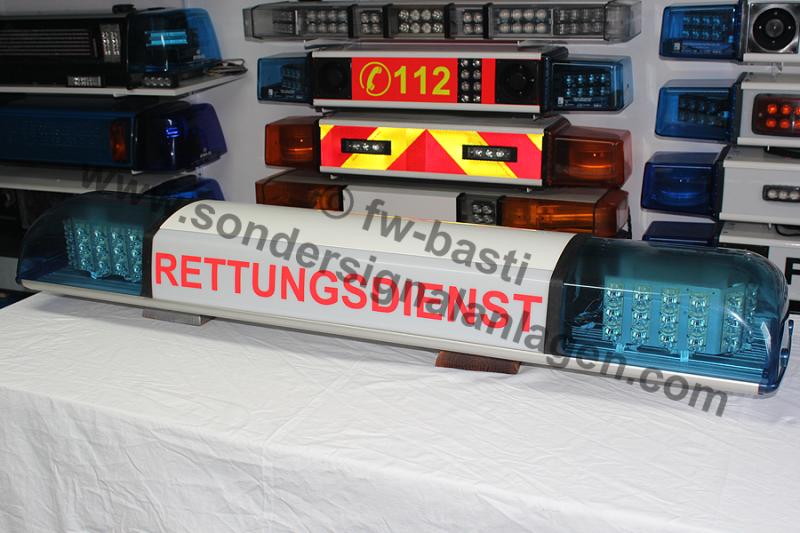 112
RETTUNGSDIENST
© fw-basti
www.sondersignalanlagen.com